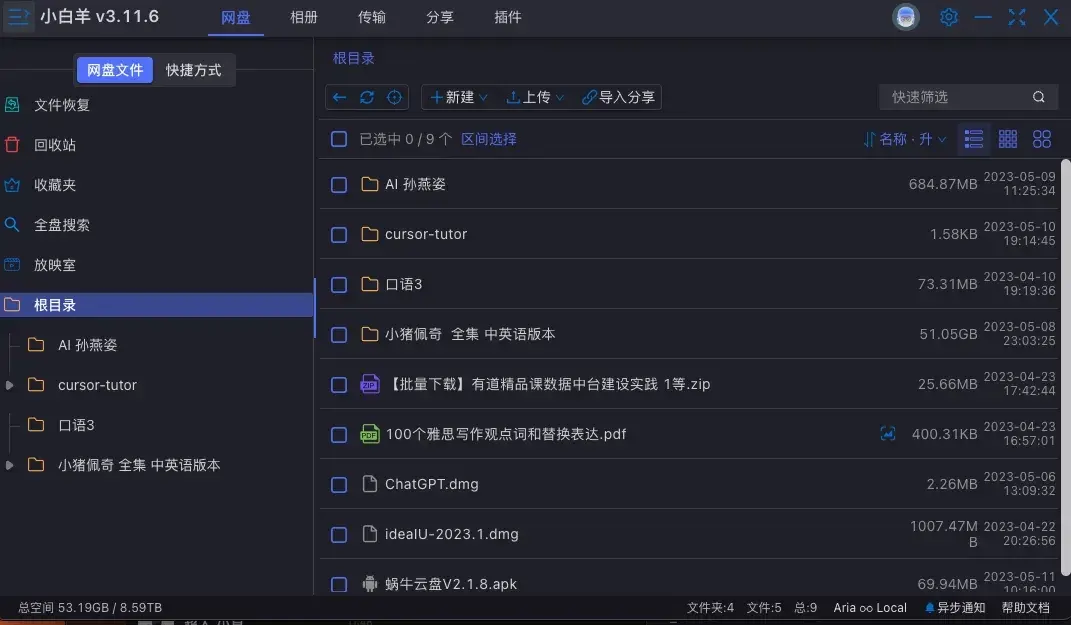 小白羊 v3.11.6
网盘 相册 传输 分享 插件
网盘文件 快捷方式
文件恢复
回收站
收藏夹
全盘搜索
放映室
根目录
AI 孙燕姿
cursor-tutor
口语3
小猪佩奇 全集 中英语版本
根目录
新建 上传 导入分享 快速筛选
已选中 0 / 9 个 区间选择 名称 · 升
AI 孙燕姿 684.87MB 2023-05-09 11:25:34
cursor-tutor 1.58KB 2023-05-10 19:14:45
口语3 73.31MB 2023-04-10 19:19:36
小猪佩奇 全集 中英语版本 51.05GB 2023-05-08 23:03:25
ZIP 【批量下载】有道精品课数据中台建设实践 1等.zip 25.66MB 2023-04-23 17:42:44
PDF 100个雅思写作观点词和替换表达.pdf 400.31KB 2023-04-23 16:57:01
ChatGPT.dmg 2.26MB 2023-05-06 13:09:32
ideaIU-2023.1.dmg 1007.47MB 2023-04-22 20:26:56
蜗牛云盘V2.1.8.apk 69.94MB 2023-05-11 10:16:00
总空间 53.19GB / 8.59TB 文件夹:4 文件:5 总:9 Aria ∞ Local 异步通知 帮助文档